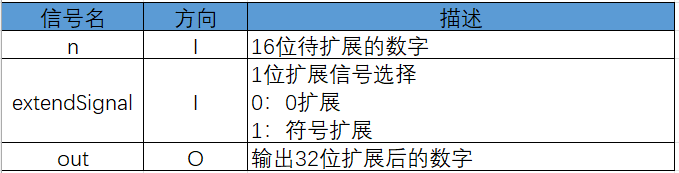 信号名 方向 描述
n I 16位待扩展的数字
extendSignal I 1位扩展信号选择
0：0扩展
1：符号扩展
out O 输出32位扩展后的数字